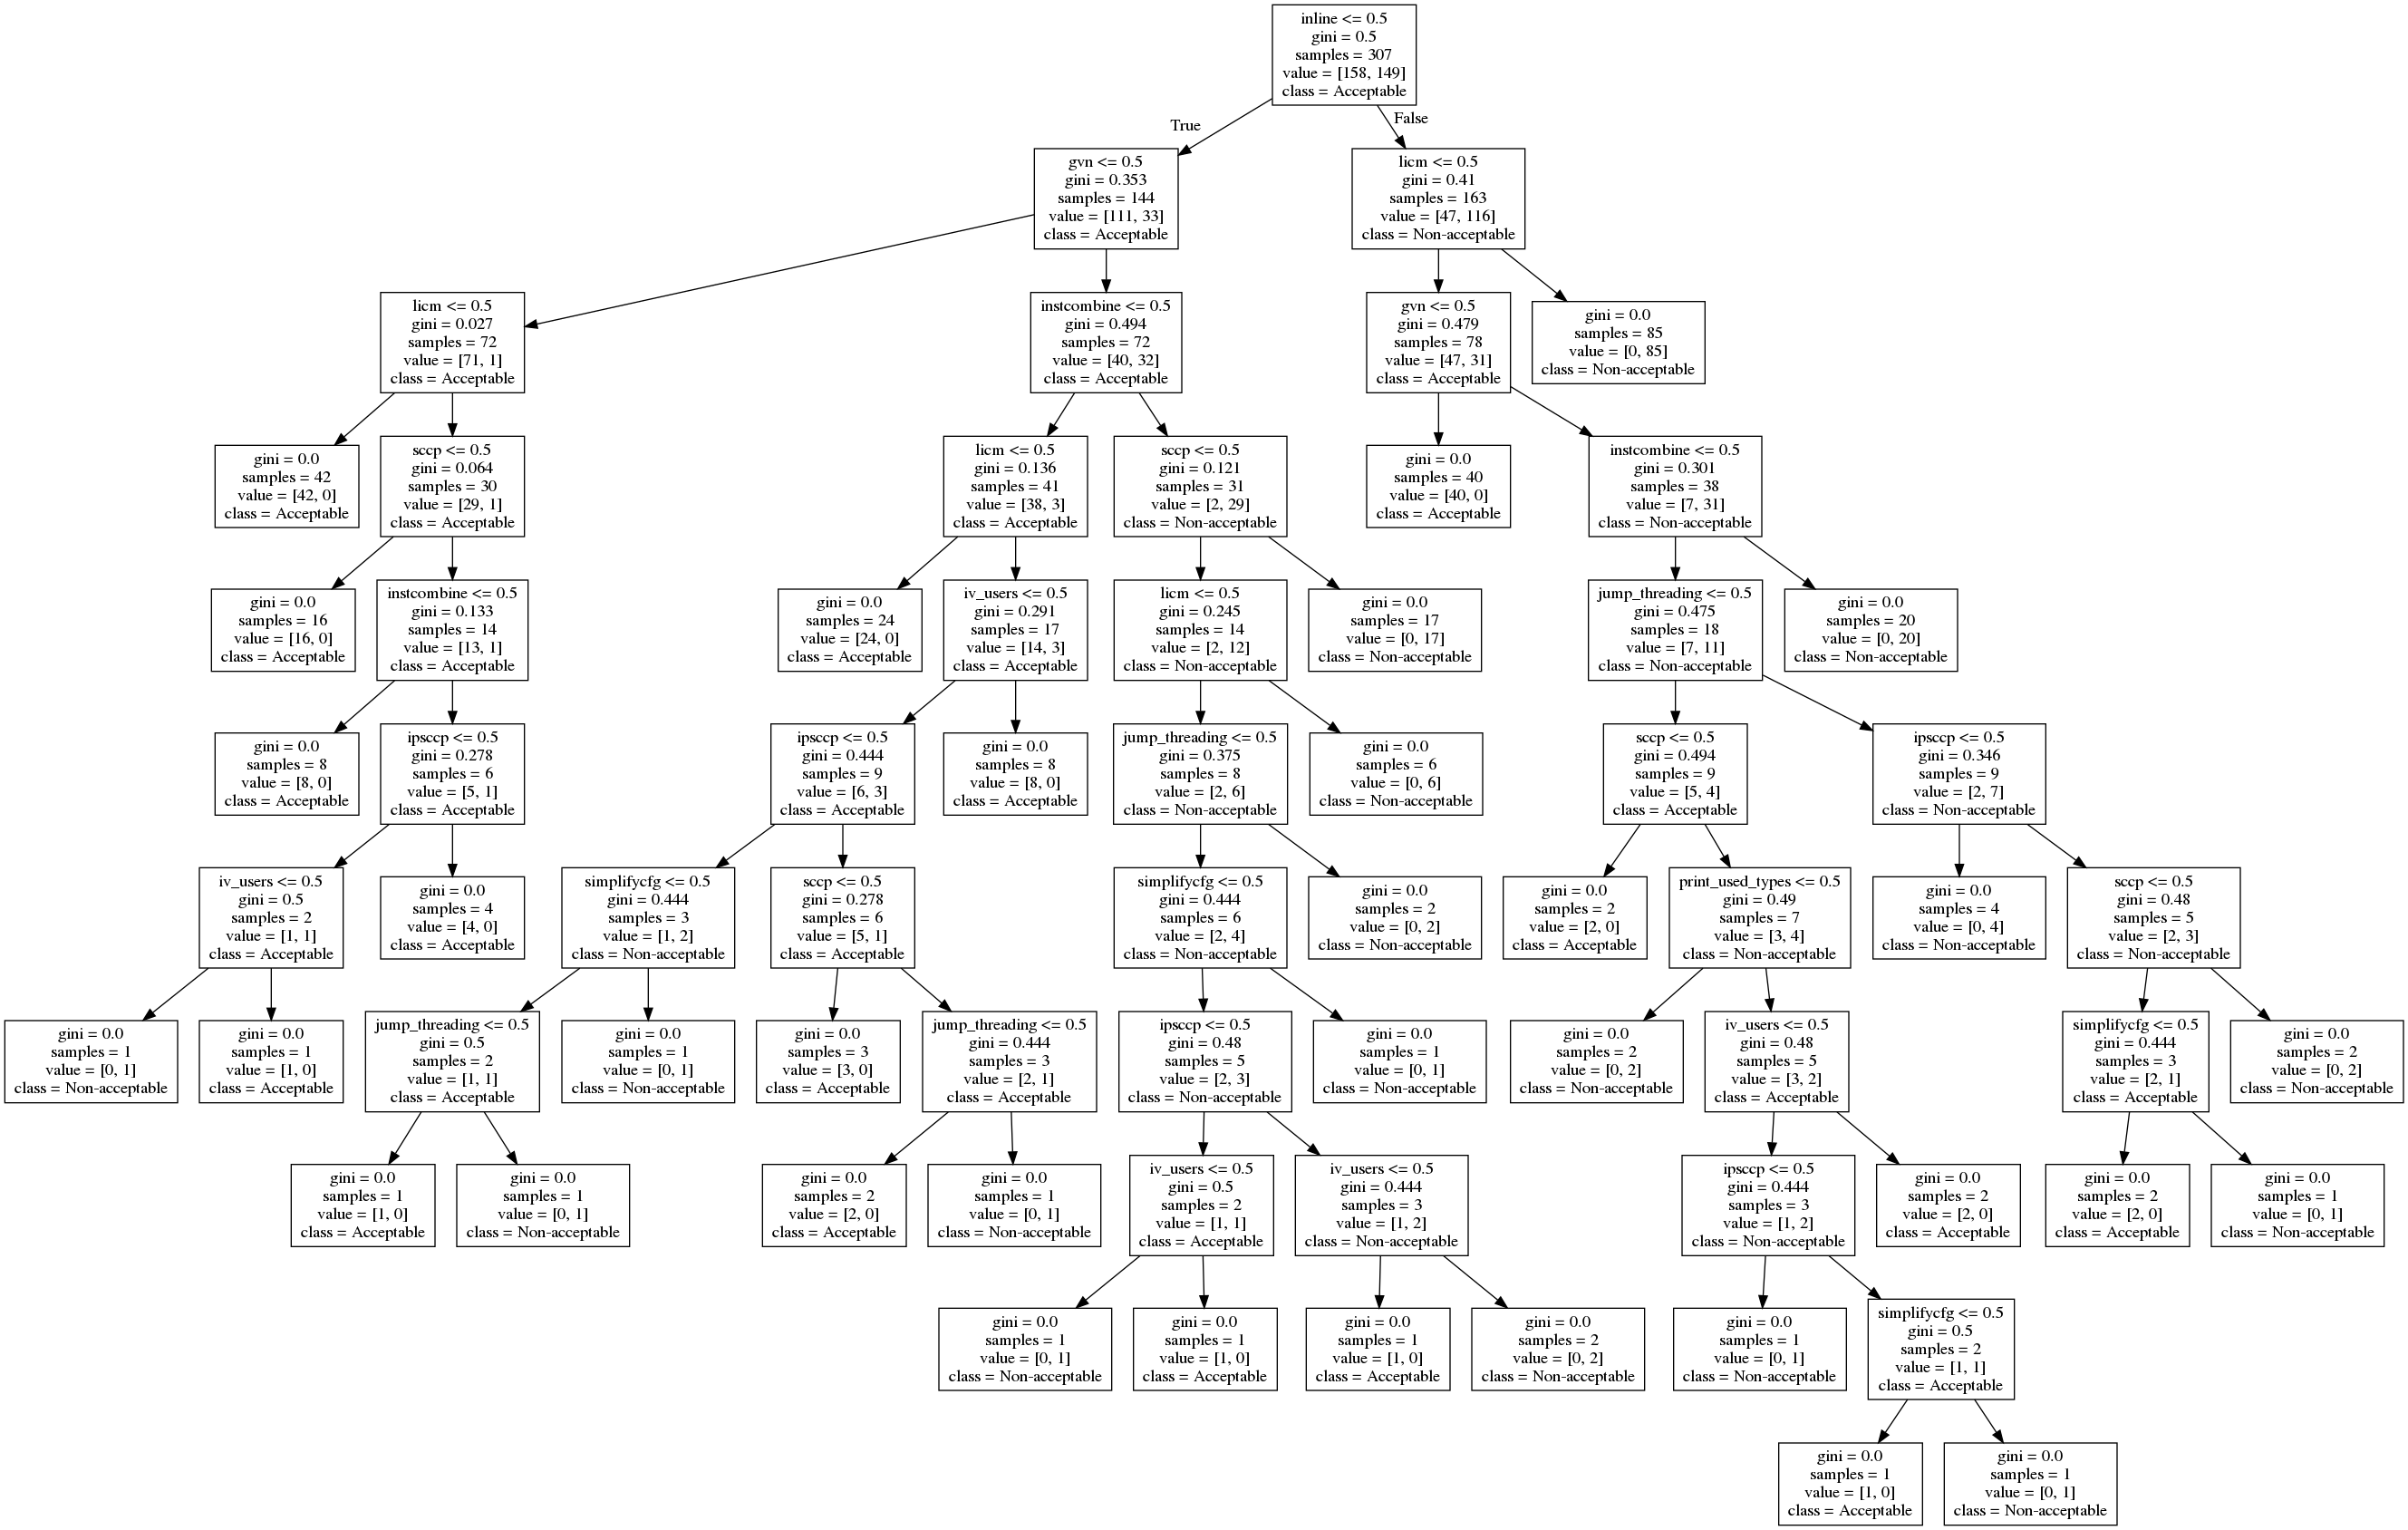 inline <= 0.5
gini = 0.5
samples = 307
value = [158, 149]
class = Acceptable
True
False
gvn <= 0.5
gini = 0.353
samples = 144
value = [111, 33]
class = Acceptable
licm <= 0.5
gini = 0.41
samples = 163
value = [47, 116]
class = Non-acceptable
licm <= 0.5
gini = 0.027
samples = 72
value = [71, 1]
class = Acceptable
instcombine <= 0.5
gini = 0.494
samples = 72
value = [40, 32]
class = Acceptable
gvn <= 0.5
gini = 0.479
samples = 78
value = [47, 31]
class = Acceptable
gini = 0.0
samples = 85
value = [0, 85]
class = Non-acceptable
gini = 0.0
samples = 42
value = [42, 0]
class = Acceptable
sccp <= 0.5
gini = 0.064
samples = 30
value = [29, 1]
class = Acceptable
licm <= 0.5
gini = 0.136
samples = 41
value = [38, 3]
class = Acceptable
sccp <= 0.5
gini = 0.121
samples = 31
value = [2, 29]
class = Non-acceptable
gini = 0.0
samples = 40
value = [40, 0]
class = Acceptable
instcombine <= 0.5
gini = 0.301
samples = 38
value = [7, 31]
class = Non-acceptable
gini = 0.0
samples = 16
value = [16, 0]
class = Acceptable
instcombine <= 0.5
gini = 0.133
samples = 14
value = [13, 1]
class = Acceptable
gini = 0.0
samples = 24
value = [24, 0]
class = Acceptable
iv_users <= 0.5
gini = 0.291
samples = 17
value = [14, 3]
class = Acceptable
licm <= 0.5
gini = 0.245
samples = 14
value = [2, 12]
class = Non-acceptable
gini = 0.0
samples = 17
value = [0, 17]
class = Non-acceptable
jump_threading <= 0.5
gini = 0.475
samples = 18
value = [7, 11]
class = Non-acceptable
gini = 0.0
samples = 20
value = [0, 20]
class = Non-acceptable
gini = 0.0
samples = 8
value = [8, 0]
class = Acceptable
ipsccp <= 0.5
gini = 0.278
samples = 6
value = [5, 1]
class = Acceptable
ipsccp <= 0.5
gini = 0.444
samples = 9
value = [6, 3]
class = Acceptable
gini = 0.0
samples = 8
value = [8, 0]
class = Acceptable
jump_threading <= 0.5
gini = 0.375
samples = 8
value = [2, 6]
class = Non-acceptable
gini = 0.0
samples = 6
value = [0, 6]
class = Non-acceptable
sccp <= 0.5
gini = 0.494
samples = 9
value = [5, 4]
class = Acceptable
ipsccp <= 0.5
gini = 0.346
samples = 9
value = [2, 7]
class = Non-acceptable
iv_users <= 0.5
gini = 0.5
samples = 2
value = [1, 1]
class = Acceptable
gini = 0.0
samples = 4
value = [4, 0]
class = Acceptable
simplifycfg <= 0.5
gini = 0.444
samples = 3
value = [1, 2]
class = Non-acceptable
sccp <= 0.5
gini = 0.278
samples = 6
value = [5, 1]
class = Acceptable
simplifycfg <= 0.5
gini = 0.444
samples = 6
value = [2, 4]
class = Non-acceptable
gini = 0.0
samples = 2
value = [0, 2]
class = Non-acceptable
gini = 0.0
samples = 2
value = [2, 0]
class = Acceptable
print_used_types <= 0.5
gini = 0.49
samples = 7
value = [3, 4]
class = Non-acceptable
gini = 0.0
samples = 4
value = [0, 4]
class = Non-acceptable
sccp <= 0.5
gini = 0.48
samples = 5
value = [2, 3]
class = Non-acceptable
gini = 0.0
samples = 1
value = [0, 1]
class = Non-acceptable
gini = 0.0
samples = 1
value = [1, 0]
class = Acceptable
jump_threading <= 0.5
gini = 0.5
samples = 2
value = [1, 1]
class = Acceptable
gini = 0.0
samples = 1
value = [0, 1]
class = Non-acceptable
gini = 0.0
samples = 3
value = [3, 0]
class = Acceptable
jump_threading <= 0.5
gini = 0.444
samples = 3
value = [2, 1]
class = Acceptable
ipsccp <= 0.5
gini = 0.48
samples = 5
value = [2, 3]
class = Non-acceptable
gini = 0.0
samples = 1
value = [0, 1]
class = Non-acceptable
gini = 0.0
samples = 2
value = [0, 2]
class = Non-acceptable
iv_users <= 0.5
gini = 0.48
samples = 5
value = [3, 2]
class = Acceptable
simplifycfg <= 0.5
gini = 0.444
samples = 3
value = [2, 1]
class = Acceptable
gini = 0.0
samples = 2
value = [0, 2]
class = Non-acceptable
gini = 0.0
samples = 1
value = [1, 0]
class = Acceptable
gini = 0.0
samples = 1
value = [0, 1]
class = Non-acceptable
gini = 0.0
samples = 2
value = [2, 0]
class = Acceptable
gini = 0.0
samples = 1
value = [0, 1]
class = Non-acceptable
iv_users <= 0.5
gini = 0.5
samples = 2
value = [1, 1]
class = Acceptable
iv_users <= 0.5
gini = 0.444
samples = 3
value = [1, 2]
class = Non-acceptable
ipsccp <= 0.5
gini = 0.444
samples = 3
value = [1, 2]
class = Non-acceptable
gini = 0.0
samples = 2
value = [2, 0]
class = Acceptable
gini = 0.0
samples = 2
value = [2, 0]
class = Acceptable
gini = 0.0
samples = 1
value = [0, 1]
class = Non-acceptable
gini = 0.0
samples = 1
value = [0, 1]
class = Non-acceptable
gini = 0.0
samples = 1
value = [1, 0]
class = Acceptable
gini = 0.0
samples = 1
value = [1, 0]
class = Acceptable
gini = 0.0
samples = 2
value = [0, 2]
class = Non-acceptable
gini = 0.0
samples = 1
value = [0, 1]
class = Non-acceptable
simplifycfg <= 0.5
gini = 0.5
samples = 2
value = [1, 1]
class = Acceptable
gini = 0.0
samples = 1
value = [1, 0]
class = Acceptable
gini = 0.0
samples = 1
value = [0, 1]
class = Non-acceptable